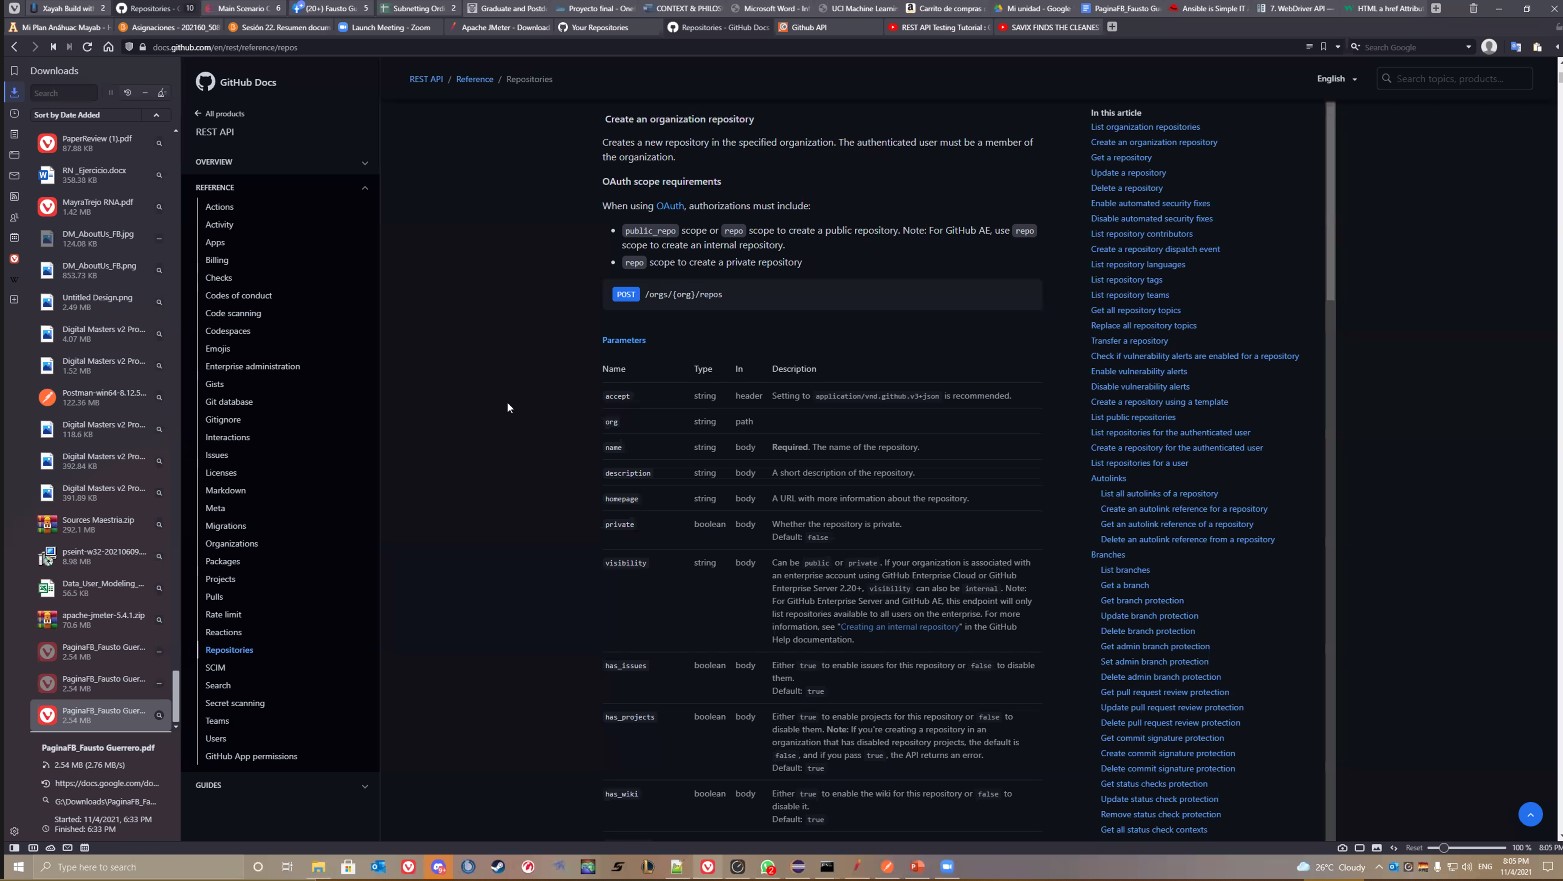 Xayah Build with 2
Repositories - G 10
Main Scenario 6
(20+) Fausto G 5
Subnetting Ordi 2
Graduate and Postd
Proyecto final - One
CONTEXT & PHILOS
Microsoft Word - Inf
UCI Machine Learnin
Carrito de compras
Mi unidad - Google
PaginaFB_Fausto Gu
Ansible is Simple IT
7. WebDriver API —
HTML a href Attribut
Mi Plan Anáhuac Mayab - H
Asignaciones - 202160_508
Sesión 22. Resumen docum
Launch Meeting - Zoom
Apache JMeter - Download
Your Repositories
Repositories - GitHub Docs
Github API
REST API Testing Tutorial : G
SAVIX FINDS THE CLEANES
docs.github.com/en/rest/reference/repos
Search Google
Downloads
Search
Sort by Date Added
PaperReview (1).pdf
87.88 KB
RN _Ejercicio.docx
358.38 KB
MayraTrejo RNA.pdf
1.42 MB
DM_AboutUs_FB.jpg
124.08 KB
DM_AboutUs_FB.png
853.73 KB
Untitled Design.png
2.49 MB
Digital Masters v2 Pro...
4.07 MB
Digital Masters v2 Pro...
1.52 MB
Postman-win64-8.12.5...
122.36 MB
Digital Masters v2 Pro...
118.6 KB
Digital Masters v2 Pro...
392.84 KB
Digital Masters v2 Pro...
391.89 KB
Sources Maestria.zip
292.1 MB
pseint-w32-20210609....
8.98 MB
Data_User_Modeling_...
56.5 KB
apache-jmeter-5.4.1.zip
70.6 MB
PaginaFB_Fausto Guer...
2.54 MB
PaginaFB_Fausto Guer...
2.54 MB
PaginaFB_Fausto Guer...
2.54 MB
PaginaFB_Fausto Guerrero.pdf
2.54 MB (2.76 MB/s)
https://docs.google.com/do...
G:\Downloads\PaginaFB_Fa...
Started: 11/4/2021, 6:33 PM
Finished: 6:33 PM
GitHub Docs
All products
REST API
OVERVIEW
REFERENCE
Actions
Activity
Apps
Billing
Checks
Codes of conduct
Code scanning
Codespaces
Emojis
Enterprise administration
Gists
Git database
Gitignore
Interactions
Issues
Licenses
Markdown
Meta
Migrations
Organizations
Packages
Projects
Pulls
Rate limit
Reactions
Repositories
SCIM
Search
Secret scanning
Teams
Users
GitHub App permissions
GUIDES
REST API / Reference / Repositories
English
Search topics, products...
Create an organization repository
Creates a new repository in the specified organization. The authenticated user must be a member of
the organization.
OAuth scope requirements
When using OAuth, authorizations must include:
• public_repo scope or repo scope to create a public repository. Note: For GitHub AE, use repo
scope to create an internal repository.
• repo scope to create a private repository
POST /orgs/{org}/repos
Parameters
Name Type In Description
accept string header Setting to application/vnd.github.v3+json is recommended.
org string path
name string body Required. The name of the repository.
description string body A short description of the repository.
homepage string body A URL with more information about the repository.
private boolean body Whether the repository is private.
Default: false
visibility string body Can be public or private. If your organization is associated with
an enterprise account using GitHub Enterprise Cloud or GitHub
Enterprise Server 2.20+, visibility can also be internal. Note:
For GitHub Enterprise Server and GitHub AE, this endpoint will only
list repositories available to all users on the enterprise. For more
information, see "Creating an internal repository" in the GitHub
Help documentation.
has_issues boolean body Either true to enable issues for this repository or false to disable
them.
Default: true
has_projects boolean body Either true to enable projects for this repository or false to
disable them. Note: If you're creating a repository in an
organization that has disabled repository projects, the default is
false, and if you pass true, the API returns an error.
Default: true
has_wiki boolean body Either true to enable the wiki for this repository or false to
disable it.
Default: true
In this article
List organization repositories
Create an organization repository
Get a repository
Update a repository
Delete a repository
Enable automated security fixes
Disable automated security fixes
List repository contributors
Create a repository dispatch event
List repository languages
List repository tags
List repository teams
Get all repository topics
Replace all repository topics
Transfer a repository
Check if vulnerability alerts are enabled for a repository
Enable vulnerability alerts
Disable vulnerability alerts
Create a repository using a template
List public repositories
List repositories for the authenticated user
Create a repository for the authenticated user
List repositories for a user
Autolinks
List all autolinks of a repository
Create an autolink reference for a repository
Get an autolink reference of a repository
Delete an autolink reference from a repository
Branches
List branches
Get a branch
Get branch protection
Update branch protection
Delete branch protection
Get admin branch protection
Set admin branch protection
Delete admin branch protection
Get pull request review protection
Update pull request review protection
Delete pull request review protection
Get commit signature protection
Create commit signature protection
Delete commit signature protection
Get status checks protection
Update status check protection
Remove status check protection
Get all status check contexts
Reset 100 % 8:05 PM
Type here to search
26°C Cloudy
ENG
8:05 PM
11/4/2021